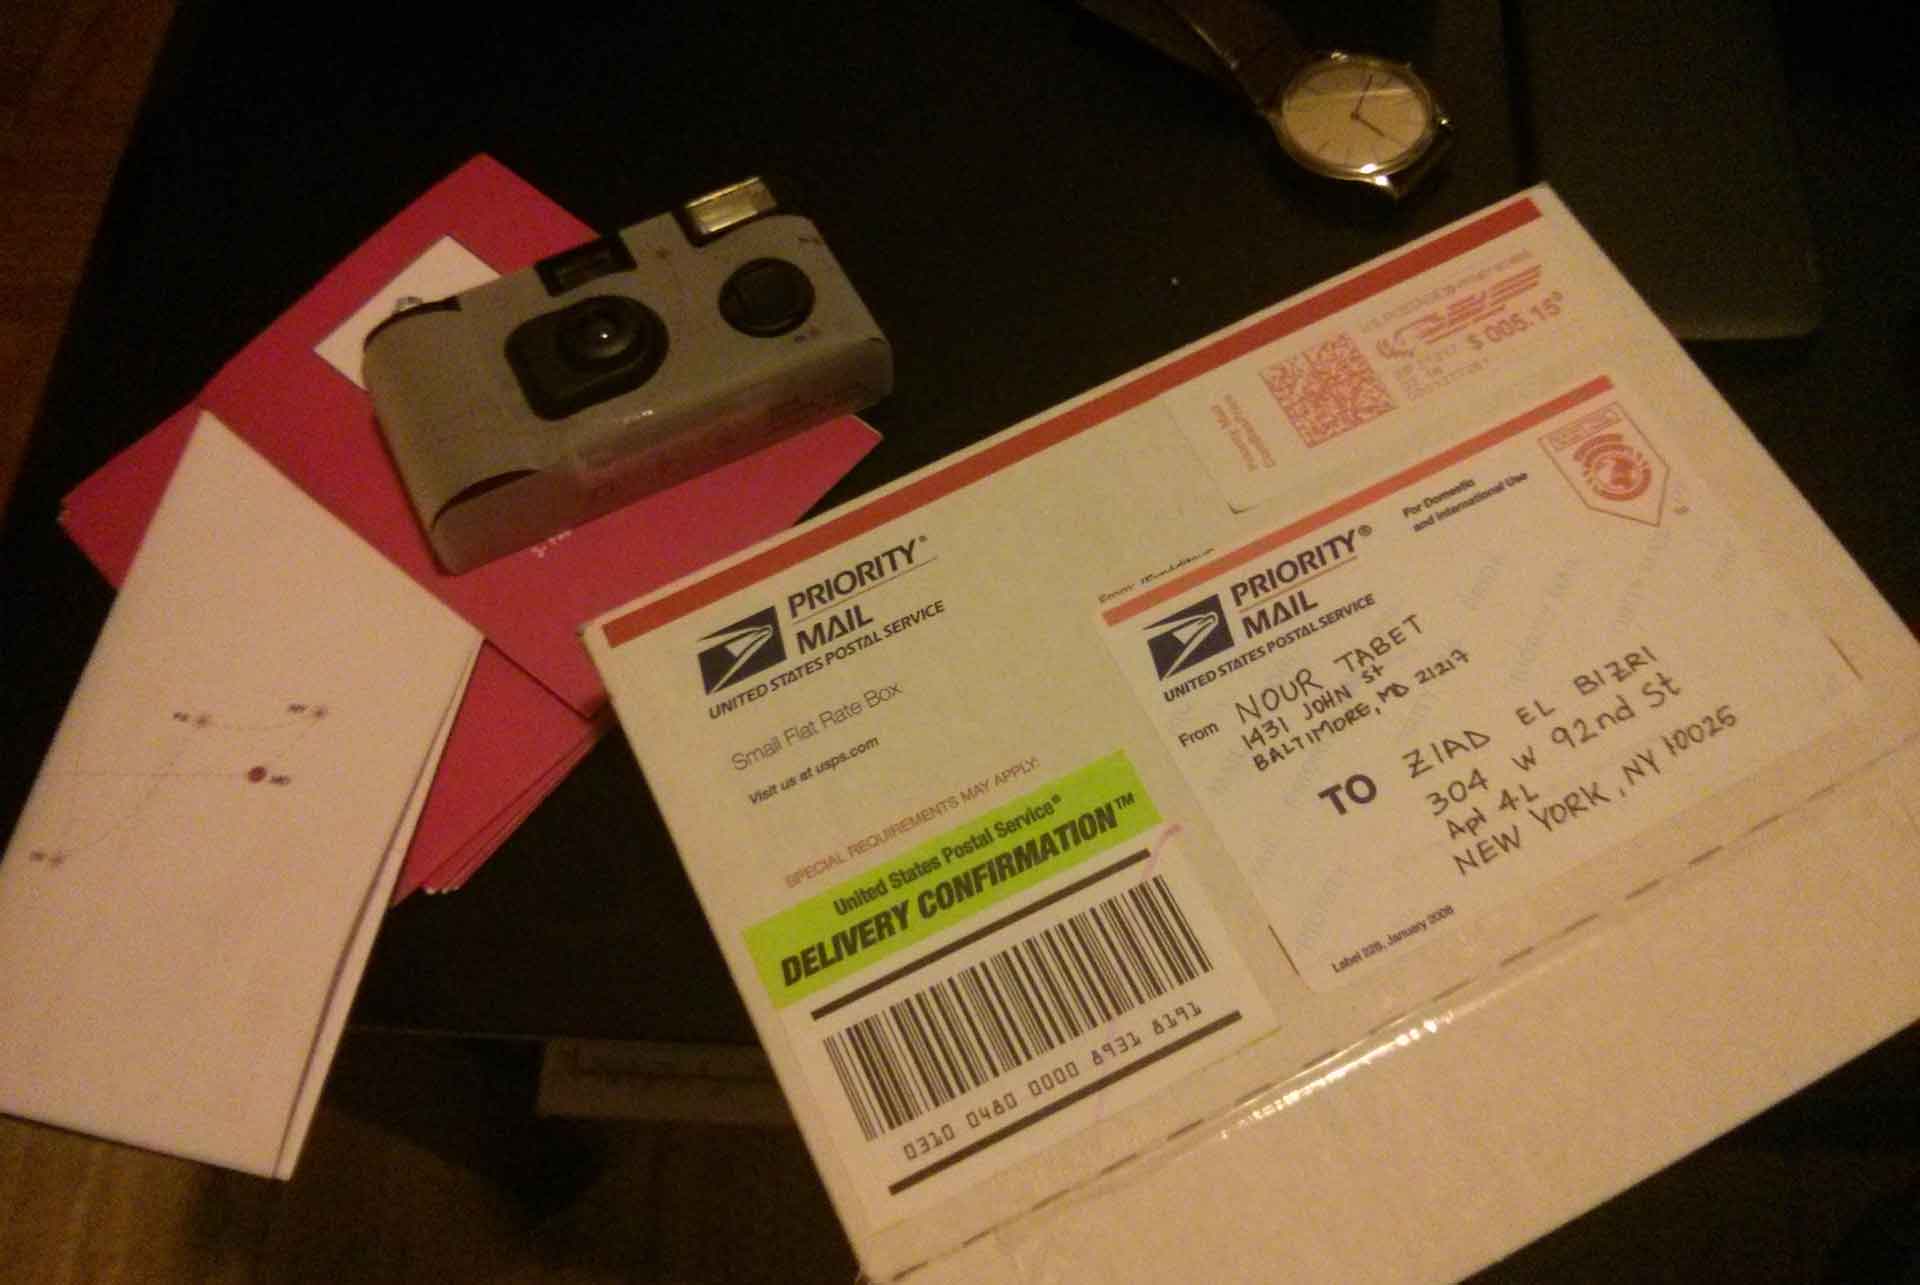 PRIORITY®
MAIL
UNITED STATES POSTAL SERVICE
Small Flat Rate Box
Visit us at usps.com
SPECIAL REQUIREMENTS MAY APPLY:
United States Postal Service®
DELIVERY CONFIRMATION™
0310 0480 0000 8931 8191
$005.15
Priority Mail
PRIORITY®
MAIL
UNITED STATES POSTAL SERVICE
For Domestic
and International Use
From NOUR TABET
1431 JOHN St
BALTIMORE, MD 21217
TO ZIAD EL BIZRI
304 W 92nd St
Apt 4L
NEW YORK, NY 10025
Label 228, January 2008